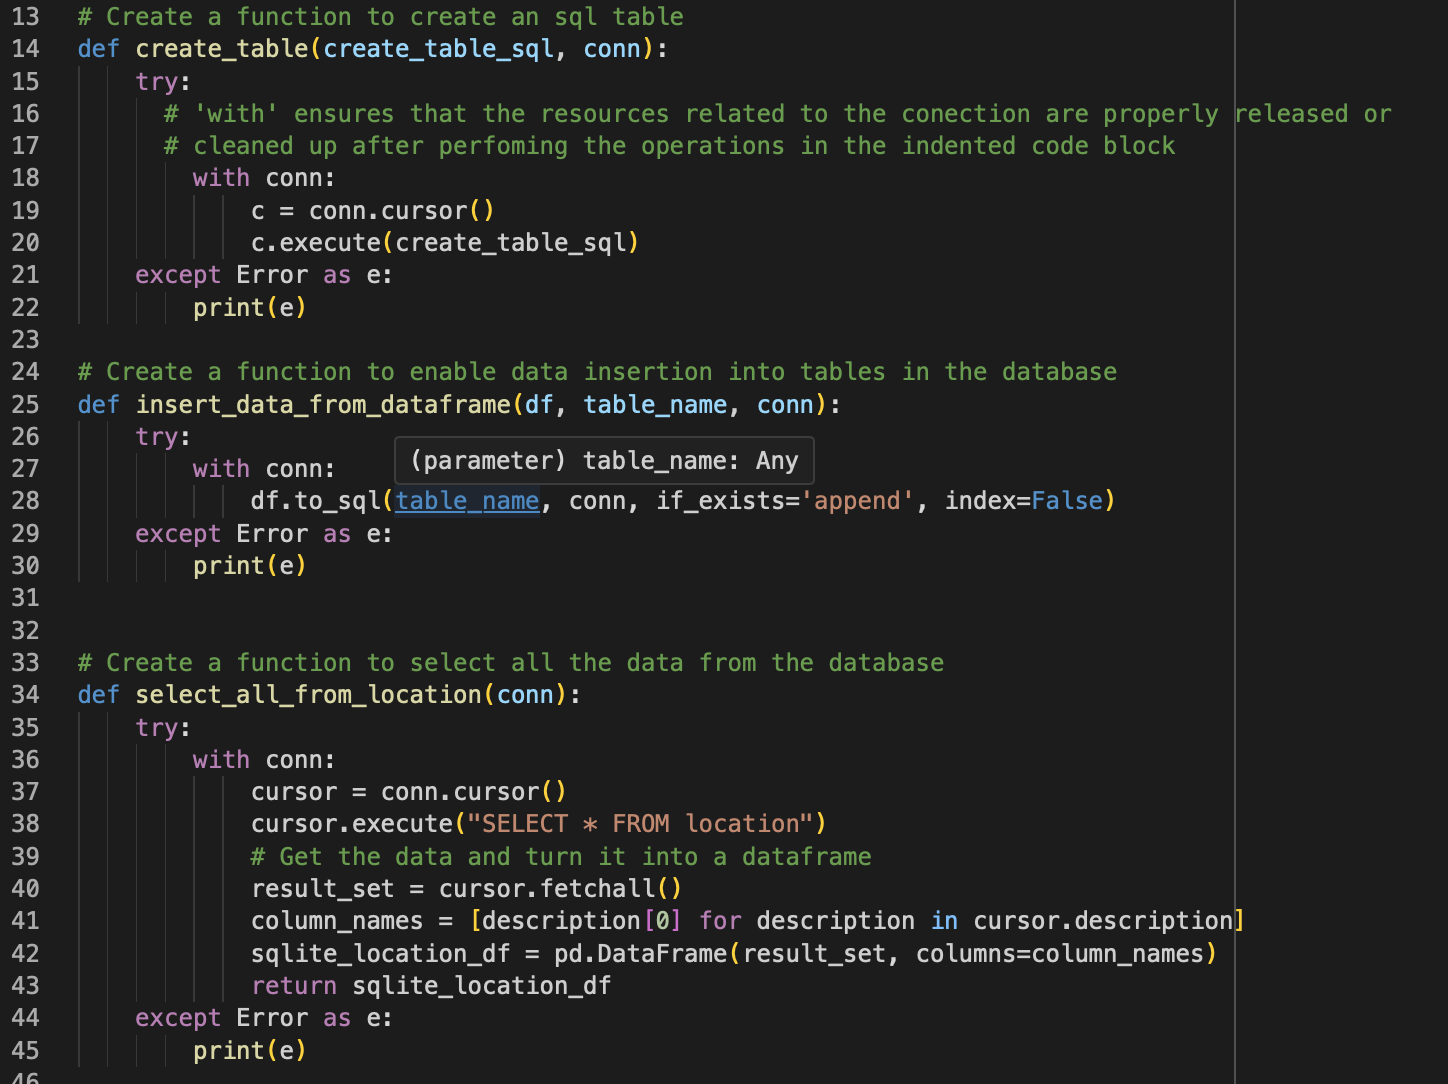 13 # Create a function to create an sql table
14 def create_table(create_table_sql, conn):
15     try:
16       # 'with' ensures that the resources related to the conection are properly released or
17       # cleaned up after perfoming the operations in the indented code block
18         with conn:
19             c = conn.cursor()
20             c.execute(create_table_sql)
21     except Error as e:
22         print(e)
23
24 # Create a function to enable data insertion into tables in the database
25 def insert_data_from_dataframe(df, table_name, conn):
26     try:
(parameter) table_name: Any
27         with conn:
28             df.to_sql(table_name, conn, if_exists='append', index=False)
29     except Error as e:
30         print(e)
31
32
33 # Create a function to select all the data from the database
34 def select_all_from_location(conn):
35     try:
36         with conn:
37             cursor = conn.cursor()
38             cursor.execute("SELECT * FROM location")
39             # Get the data and turn it into a dataframe
40             result_set = cursor.fetchall()
41             column_names = [description[0] for description in cursor.description]
42             sqlite_location_df = pd.DataFrame(result_set, columns=column_names)
43             return sqlite_location_df
44     except Error as e:
45         print(e)
46